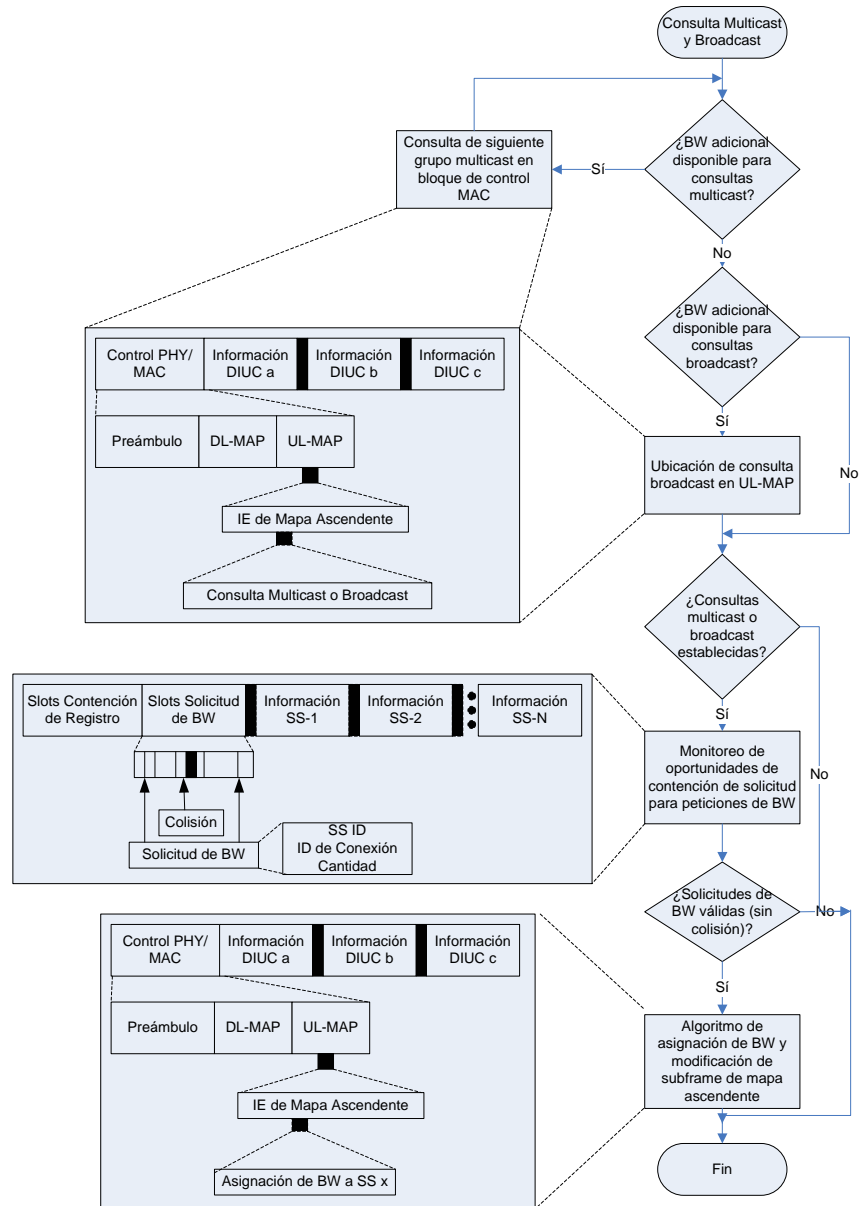 Consulta Multicast
y Broadcast
¿BW adicional
disponible para
consultas
multicast?
Sí
Consulta de siguiente
grupo multicast en
bloque de control
MAC
No
¿BW adicional
disponible para
consultas
broadcast?
Sí
No
Ubicación de consulta
broadcast en UL-MAP
Control PHY/
MAC
Información
DIUC a
Información
DIUC b
Información
DIUC c
Preámbulo
DL-MAP
UL-MAP
IE de Mapa Ascendente
Consulta Multicast o Broadcast
¿Consultas
multicast o
broadcast
establecidas?
Sí
No
Monitoreo de
oportunidades de
contención de solicitud
para peticiones de BW
Slots Contención
de Registro
Slots Solicitud
de BW
Información
SS-1
Información
SS-2
Información
SS-N
Colisión
Solicitud de BW
SS ID
ID de Conexión
Cantidad
¿Solicitudes de
BW válidas (sin
colisión)?
No
Sí
Algoritmo de
asignación de BW y
modificación de
subframe de mapa
ascendente
Control PHY/
MAC
Información
DIUC a
Información
DIUC b
Información
DIUC c
Preámbulo
DL-MAP
UL-MAP
IE de Mapa Ascendente
Asignación de BW a SS x
Fin